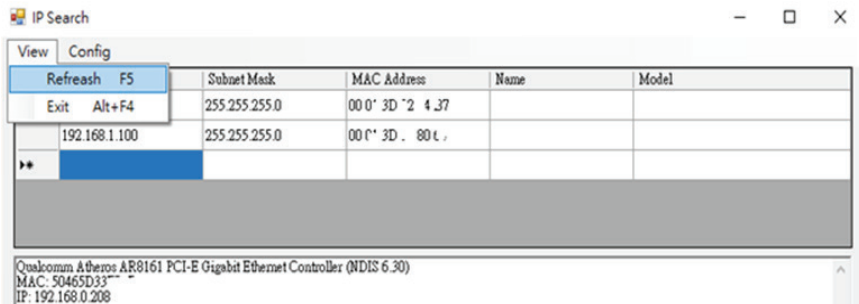 IP Search
View Config
Refreash F5
Subnet Mask MAC Address Name Model
Exit Alt+F4 255.255.255.0
192.168.1.100 255.255.255.0
Qualcomm Atheros AR8161 PCI-E Gigabit Ethernet Controller (NDIS 6.30)
MAC: 50465D33
IP: 192.168.0.208